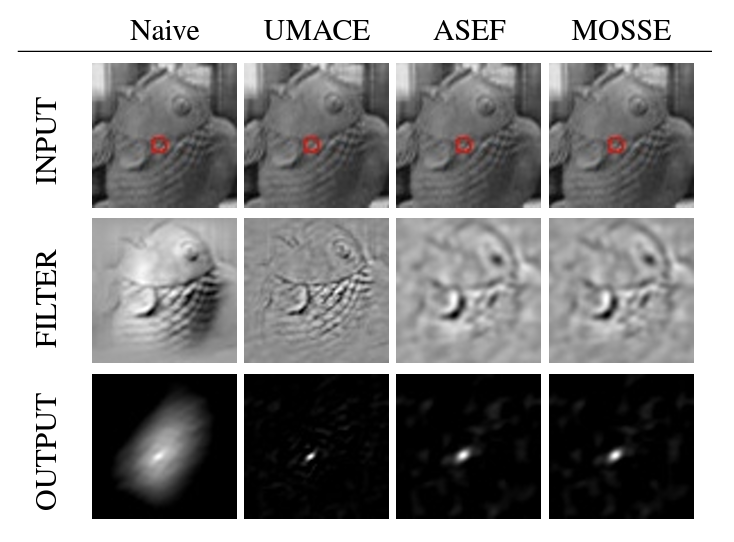 Naive UMACE ASEF MOSSE
INPUT
FILTER
OUTPUT